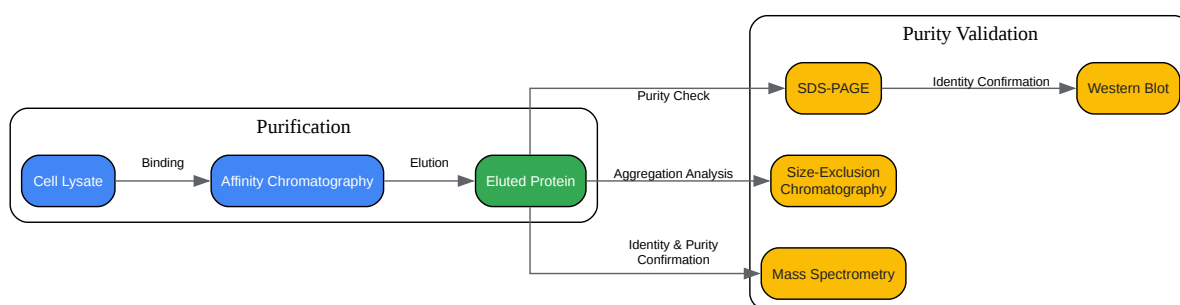 Purity Validation
SDS-PAGE
Identity Confirmation
Western Blot
Purity Check
Purification
Cell Lysate
Binding
Affinity Chromatography
Elution
Eluted Protein
Aggregation Analysis
Size-Exclusion
Chromatography
Identity & Purity
Confirmation
Mass Spectrometry